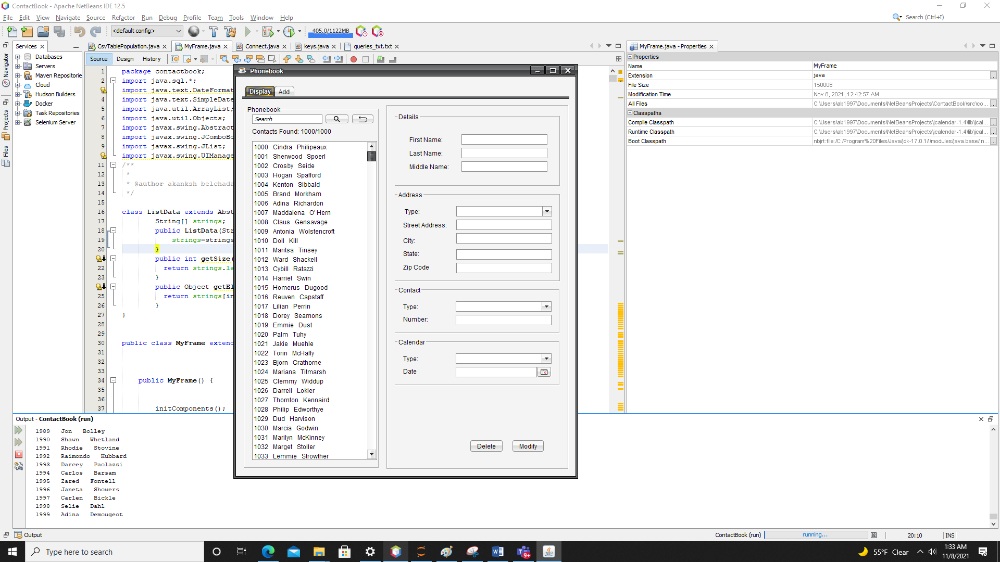 ContactBook - Apache NetBeans IDE 12.5
File Edit View Navigate Source Refactor Run Debug Profile Team Tools Window Help
Search (Ctrl+I)
<default config>
405.0/1122MB
Services
CsvTablePopulation.java
MyFrame.java
Connect.java
keys.java
queries_txt.txt
MyFrame.java - Properties
Navigator
Projects
Files
Databases
Servers
Maven Repositorie
Cloud
Hudson Builders
Docker
Task Repositories
Selenium Server
Source Design History
1 package contactbook;
2 import java.sql.*;
import java.text.DateFormat
4 import java.text.SimpleDate
5 import java.util.ArrayList;
6 import java.util.Objects;
7 import javax.swing.Abstract
8 import javax.swing.JComboBo
9 import javax.swing.JList;
import javax.swing.UIManage
11 /**
12 *
13 * @author akanksh belchada
14 */
15
16 class ListData extends Abst
17 String[] strings;
18 public ListData(Str
19 strings=strings
20 }
public int getSize(
22 return strings.le
23 }
public Object getEl
25 return strings[in
26 }
27 }
28
29
30 public class MyFrame extend
31
32
33
34 public MyFrame() {
35
36
37 initComponents();
Phonebook
Display Add
Phonebook
Search
Contacts Found: 1000/1000
1000 Cindra Philipeaux
1001 Sherwood Spoerl
1002 Crosby Seide
1003 Hogan Spafford
1004 Kenton Sibbald
1005 Brand Morkham
1006 Adina Richardon
1007 Maddalena O'Hern
1008 Claus Gensavage
1009 Antonia Wolstencroft
1010 Doll Kill
1011 Maritsa Tinsey
1012 Ward Shackell
1013 Cybill Ratazzi
1014 Harriet Swin
1015 Homerus Dugood
1016 Reuven Capstaff
1017 Lilian Perrin
1018 Dorey Seamons
1019 Emmie Dust
1020 Palm Tuhy
1021 Jakie Muehle
1022 Torin McHaffy
1023 Bjorn Crathorne
1024 Mariana Titmarsh
1025 Clemmy Widdup
1026 Darrell Lokier
1027 Thornton Kennaird
1028 Philip Edworthye
1029 Dud Harvison
1030 Marcia Godwin
1031 Marilyn McKinney
1032 Marget Stoller
1033 Lemmie Strowther
Details
First Name:
Last Name:
Middle Name:
Address
Type:
Street Address:
City:
State:
Zip Code
Contact
Type:
Number:
Calendar
Type:
Date
Delete Modify
Properties
Name MyFrame
Extension java
...
File Size 150006
Modification Time Nov 8, 2021, 12:42:57 AM
All Files C:\Users\ab1997\Documents\NetBeansProjects\ContactBook\src\co... ...
Classpaths
Compile Classpath C:\Users\ab1997\Documents\NetBeansProjects\jcalendar-1.4\lib\jcal... ...
Runtime Classpath C:\Users\ab1997\Documents\NetBeansProjects\jcalendar-1.4\lib\jcal... ...
Boot Classpath nbjrt:file:/C:/Program%20Files/Java/jdk-17.0.1/!/modules/java.base/;n... ...
Output - ContactBook (run)
1989 Jon Bolley
1990 Shawn Whetland
1991 Rhodie Stovine
1992 Raimondo Hubbard
1993 Darcey Paolazzi
1994 Carlos Barsam
1995 Zared Fontell
1996 Janeta Showers
1997 Carlen Bickle
1998 Selie Dahl
1999 Adina Demougeot
Output
ContactBook (run)
running...
20:10 INS
Type here to search
9+
55°F Clear
1:33 AM
11/8/2021